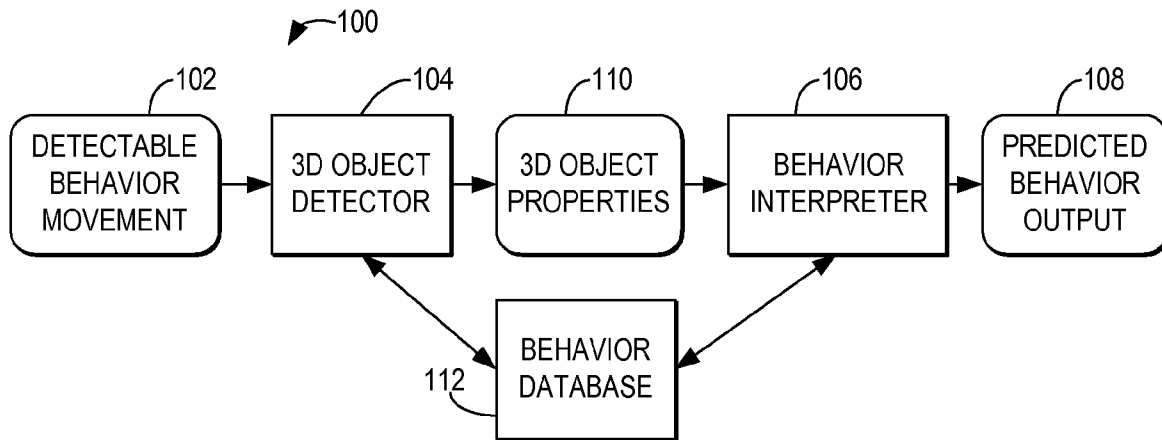 100
102
104
110
106
108
DETECTABLE
BEHAVIOR
MOVEMENT
3D OBJECT
DETECTOR
3D OBJECT
PROPERTIES
BEHAVIOR
INTERPRETER
PREDICTED
BEHAVIOR
OUTPUT
BEHAVIOR
DATABASE
112